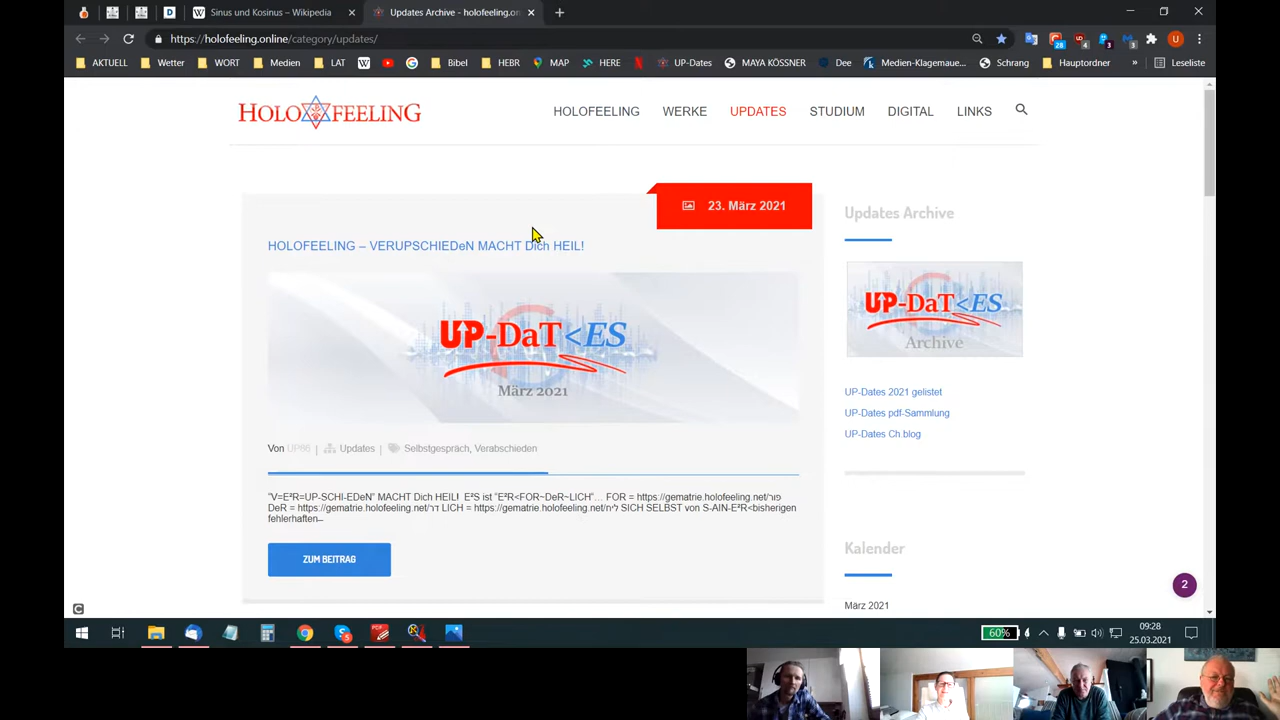 Sinus und Kosinus – Wikipedia
Updates Archive - holofeeling.on
https://holofeeling.online/category/updates/
AKTUELL Wetter WORT Medien LAT Bibel HEBR MAP HERE UP-Dates MAYA KÖSSNER Dee Medien-Klagemaue... Schrang Hauptordner » Leseliste
HOLOFEELING
HOLOFEELING WERKE UPDATES STUDIUM DIGITAL LINKS
23. März 2021
HOLOFEELING – VERUPSCHIEDeN MACHT Dich HEIL!
UP-DaT<ES
März 2021
Von UP86 | Updates | Selbstgespräch, Verabschieden
"V=E²R=UP-SCHI-EDeN" MACHT Dich HEIL! E²S ist "E²R<FOR~DeR~LICH"… FOR = https://gematrie.holofeeling.net/פור
DeR = https://gematrie.holofeeling.net/דר LICH = https://gematrie.holofeeling.net/ליח SICH SELBST von S-AIN-E²R<bisherigen
fehlerhaften
ZUM BEITRAG
Updates Archive
UP-DaT<ES
Archive
UP-Dates 2021 gelistet
UP-Dates pdf-Sammlung
UP-Dates Ch.blog
Kalender
März 2021
2
60%
09:28
25.03.2021